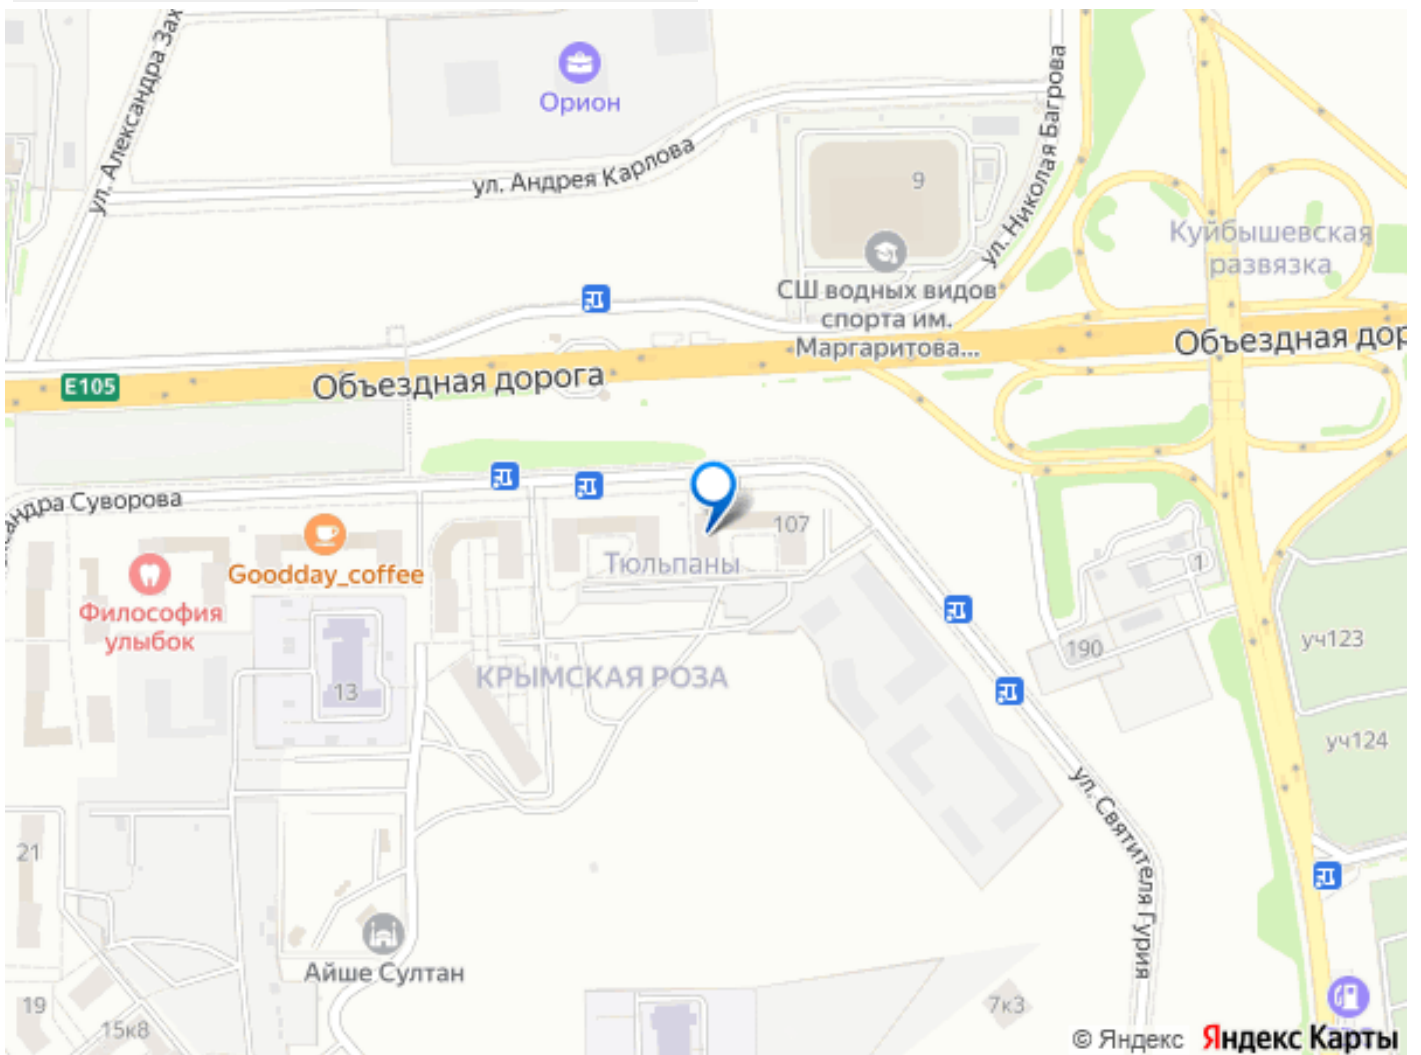 ул. Александра Зах
Орион
ул. Андрея Карлова
ул. Николая Багрова
9
Куйбышевская
развязка
СШ водных видов
спорта им.
Маргаритова...
E105
Объездная дорога
Объездная дор
ксандра Суворова
107
Goodday_coffee
Тюльпаны
Философия
улыбок
1
190
уч123
КРЫМСКАЯ РОЗА
13
уч124
ул. Святителя Гурия
21
Айше Султан
19
15к8
7к3
© Яндекс Яндекс Карты